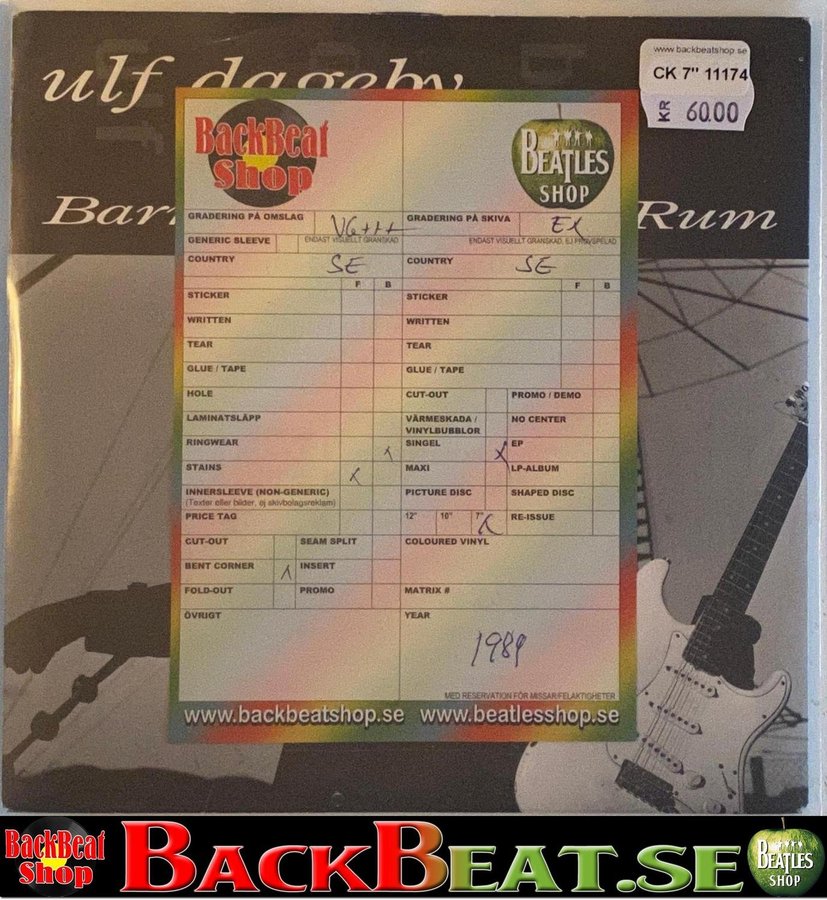 ulf dageby
www.backbeatshop.se
CK 7" 11174
KR 60.00
Rum
BackBeat
Shop
BEATLES
SHOP
GRADERING PÅ OMSLAG VG+++
ENDAST VISUELLT GRANSKAD
GENERIC SLEEVE
COUNTRY SE
F B
STICKER
WRITTEN
TEAR
GLUE / TAPE
HOLE
LAMINATSLÄPP
RINGWEAR X
STAINS X
INNERSLEEVE (NON-GENERIC)
(Texter eller bilder, ej skivbolagsreklam)
PRICE TAG
CUT-OUT SEAM SPLIT
BENT CORNER X INSERT
FOLD-OUT PROMO
ÖVRIGT
GRADERING PÅ SKIVA EX
ENDAST VISUELLT GRANSKAD, EJ PROVSPELAD
COUNTRY SE
F B
STICKER
WRITTEN
TEAR
GLUE / TAPE
CUT-OUT PROMO / DEMO
VÄRMESKADA / NO CENTER
VINYLBUBBLOR
SINGEL X EP
MAXI LP-ALBUM
PICTURE DISC SHAPED DISC
12" 10" 7" X RE-ISSUE
COLOURED VINYL
MATRIX #
YEAR
1989
MED RESERVATION FÖR MISSAR/FELAKTIGHETER
www.backbeatshop.se www.beatlesshop.se
BackBeat
Shop
BACKBEAT.SE
BEATLES
SHOP